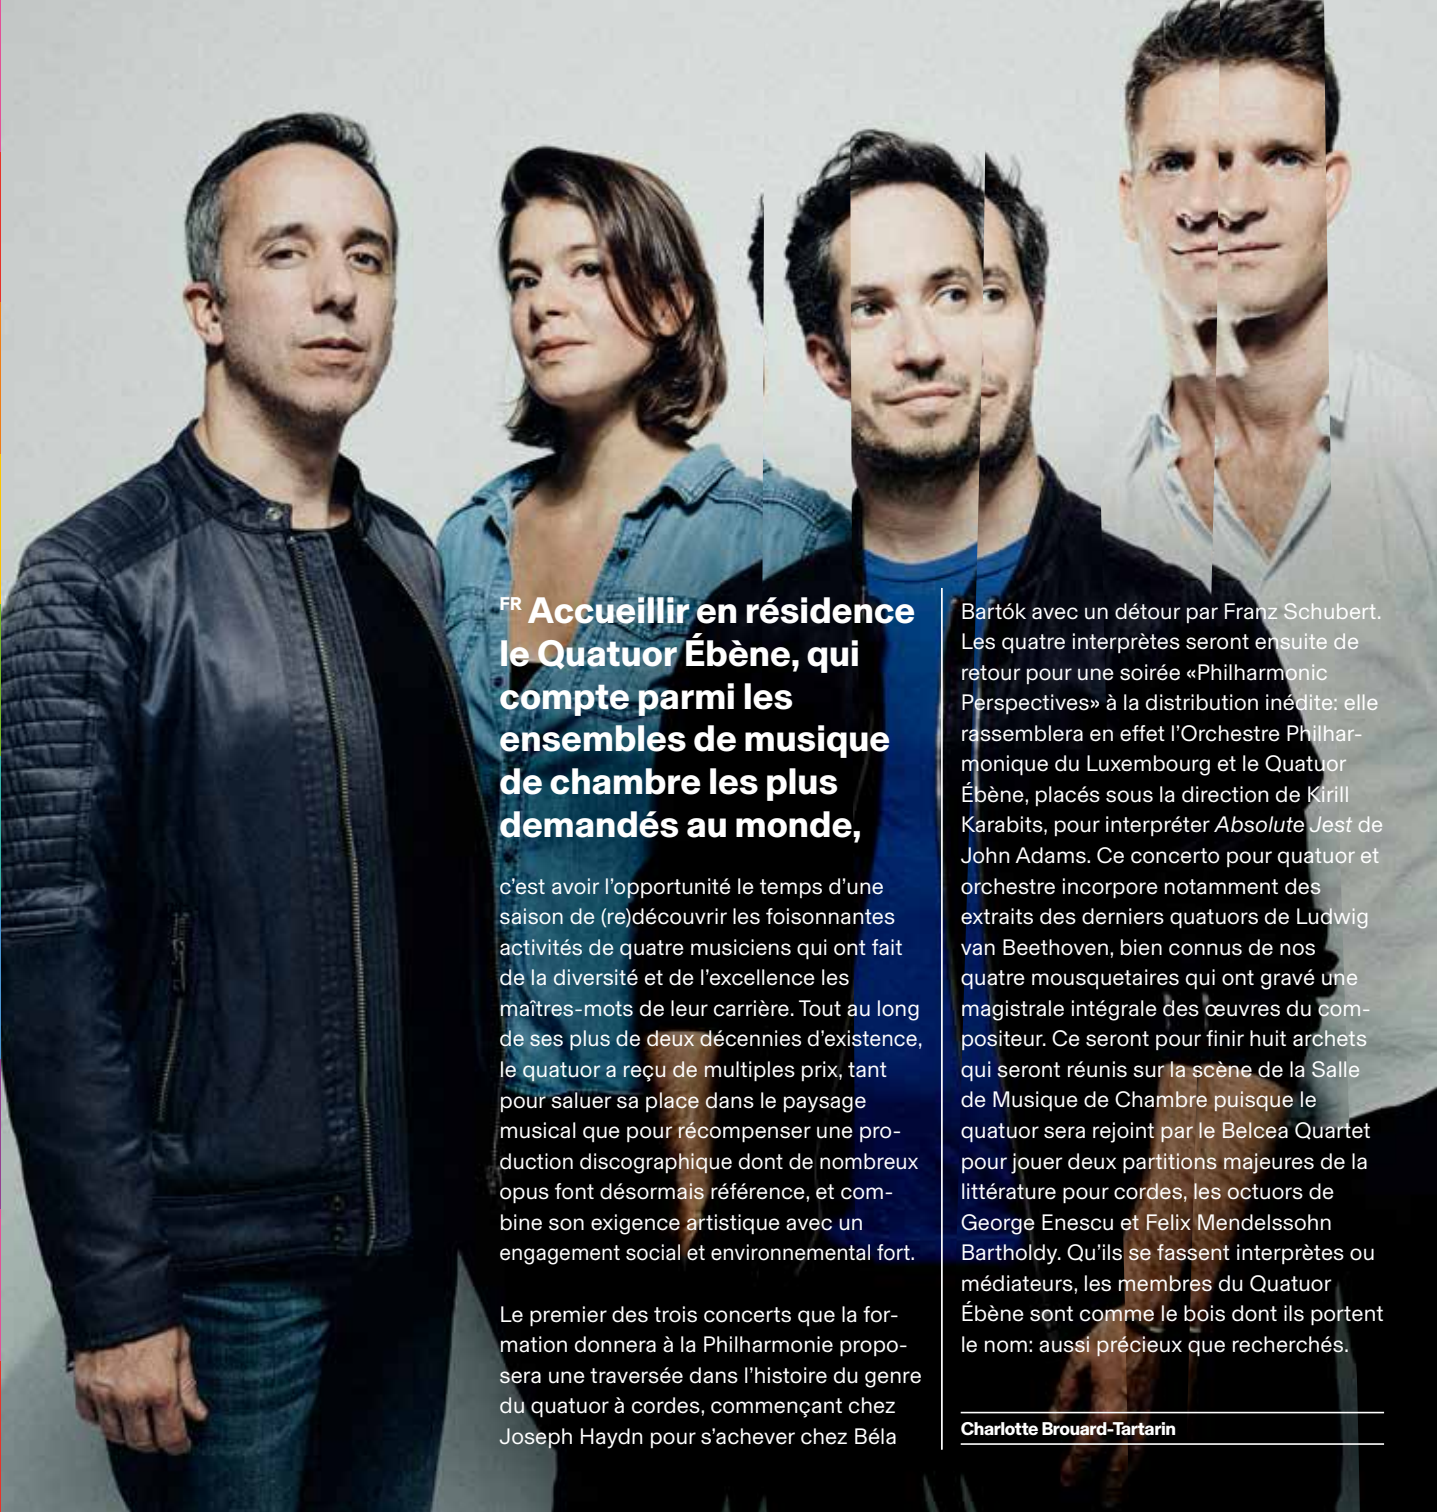 FR Accueillir en résidence
le Quatuor Ébène, qui
compte parmi les
ensembles de musique
de chambre les plus
demandés au monde,
c’est avoir l’opportunité le temps d’une
saison de (re)découvrir les foisonnantes
activités de quatre musiciens qui ont fait
de la diversité et de l’excellence les
maîtres-mots de leur carrière. Tout au long
de ses plus de deux décennies d’existence,
le quatuor a reçu de multiples prix, tant
pour saluer sa place dans le paysage
musical que pour récompenser une pro-
duction discographique dont de nombreux
opus font désormais référence, et com-
bine son exigence artistique avec un
engagement social et environnemental fort.
Le premier des trois concerts que la for-
mation donnera à la Philharmonie propo-
sera une traversée dans l’histoire du genre
du quatuor à cordes, commençant chez
Joseph Haydn pour s’achever chez Béla
Bartók avec un détour par Franz Schubert.
Les quatre interprètes seront ensuite de
retour pour une soirée «Philharmonic
Perspectives» à la distribution inédite: elle
rassemblera en effet l’Orchestre Philhar-
monique du Luxembourg et le Quatuor
Ébène, placés sous la direction de Kirill
Karabits, pour interpréter Absolute Jest de
John Adams. Ce concerto pour quatuor et
orchestre incorpore notamment des
extraits des derniers quatuors de Ludwig
van Beethoven, bien connus de nos
quatre mousquetaires qui ont gravé une
magistrale intégrale des œuvres du com-
positeur. Ce seront pour finir huit archets
qui seront réunis sur la scène de la Salle
de Musique de Chambre puisque le
quatuor sera rejoint par le Belcea Quartet
pour jouer deux partitions majeures de la
littérature pour cordes, les octuors de
George Enescu et Felix Mendelssohn
Bartholdy. Qu’ils se fassent interprètes ou
médiateurs, les membres du Quatuor
Ébène sont comme le bois dont ils portent
le nom: aussi précieux que recherchés.
Charlotte Brouard-Tartarin